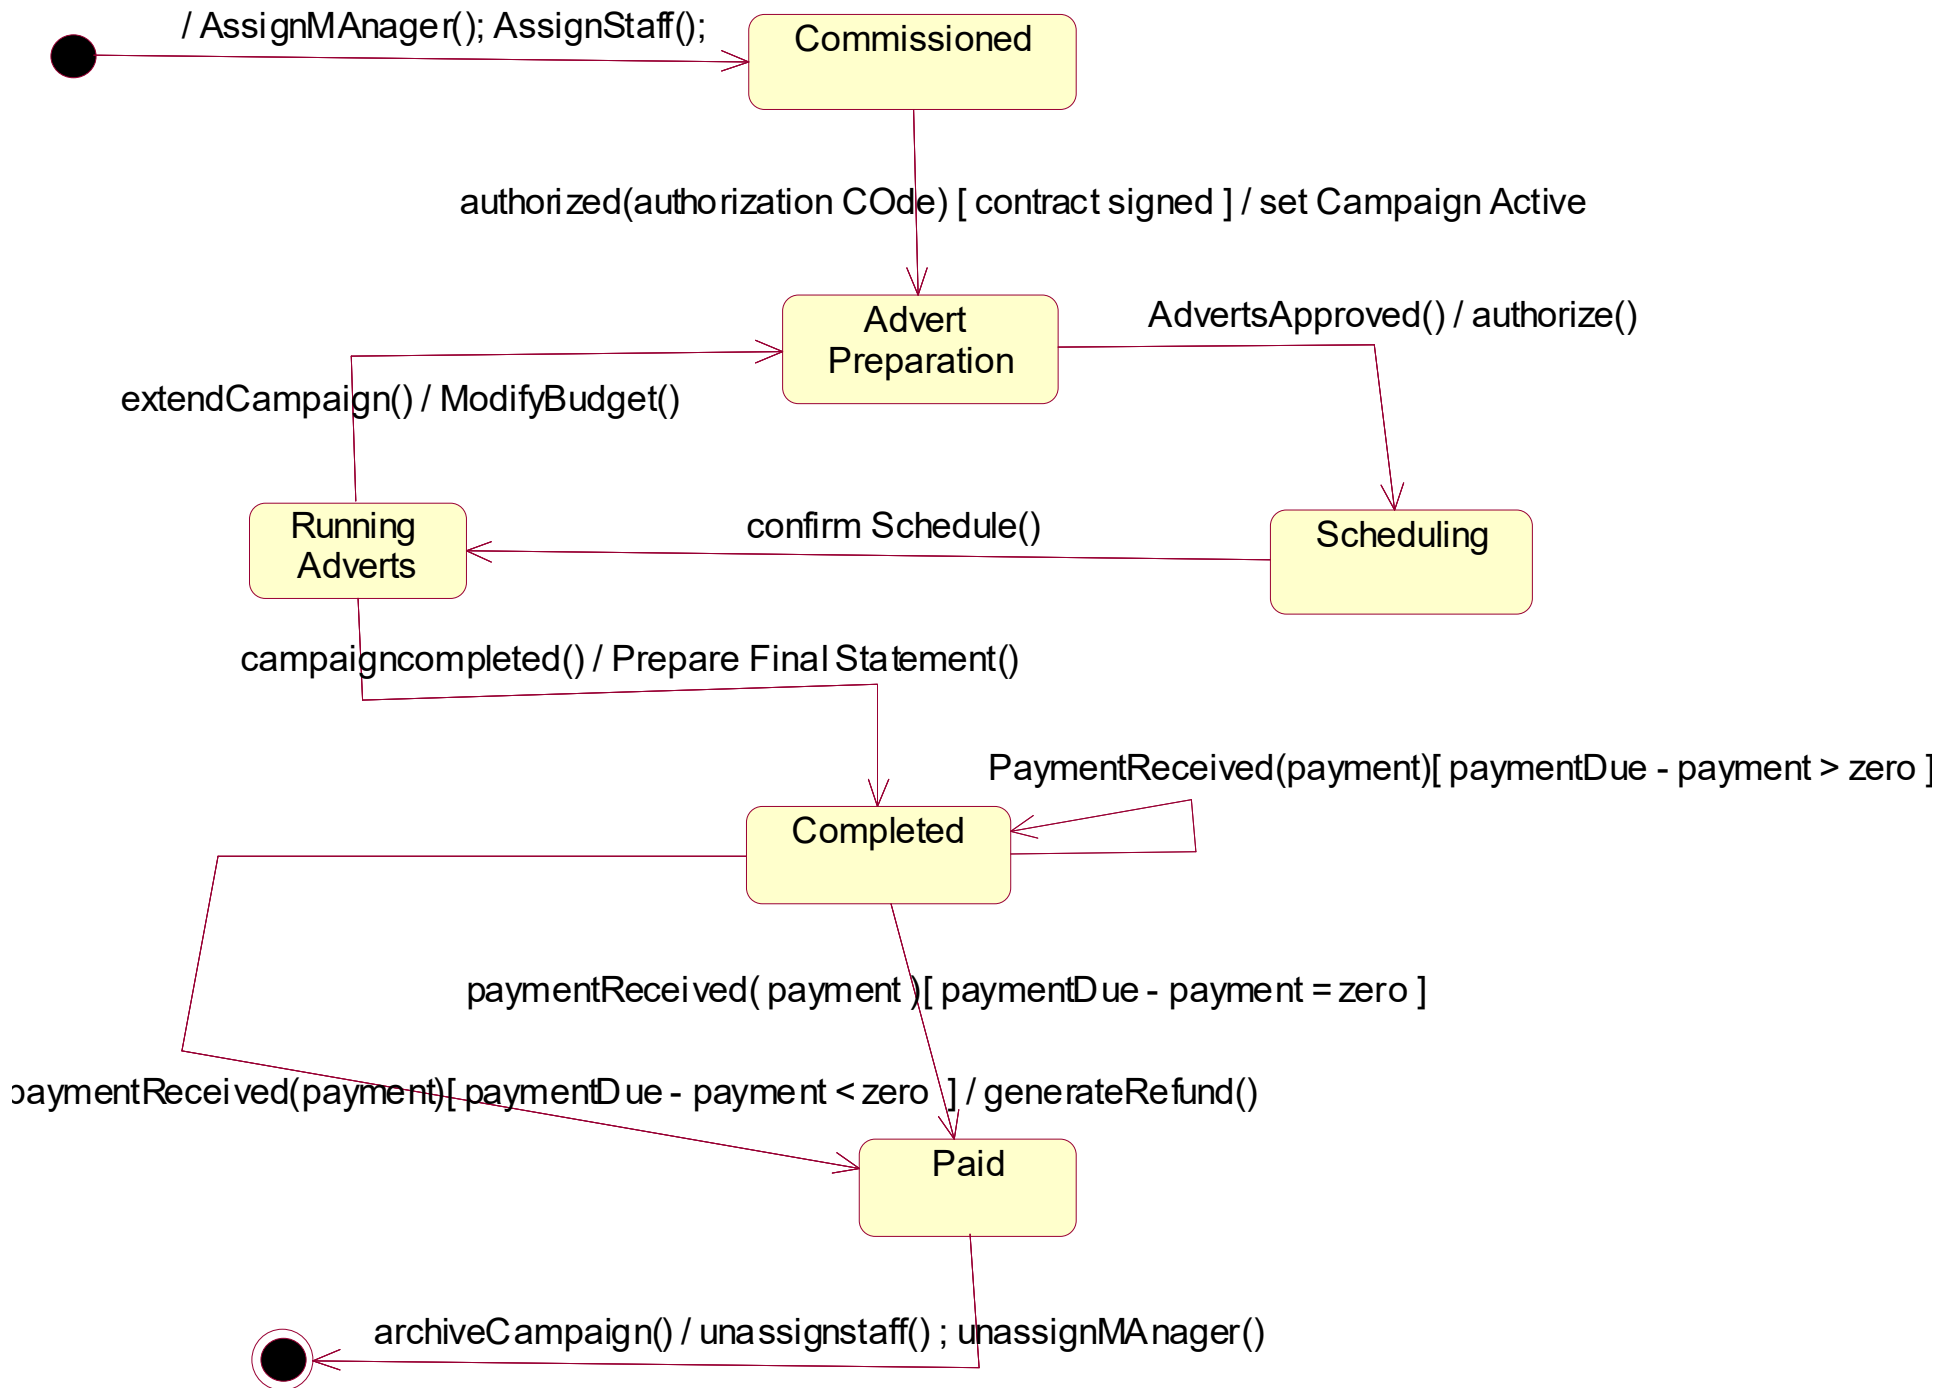 / AssignMAnager(); AssignStaff();
Commissioned
authorized(authorization COde) [ contract signed ] / set Campaign Active
Advert
Preparation
AdvertsApproved() / authorize()
extendCampaign() / ModifyBudget()
Running
Adverts
confirm Schedule()
Scheduling
campaigncompleted() / Prepare Final Statement()
PaymentReceived(payment)[ paymentDue - payment > zero ]
Completed
paymentReceived( payment )[ paymentDue - payment = zero ]
paymentReceived(payment)[ paymentDue - payment < zero ] / generateRefund()
Paid
archiveCampaign() / unassignstaff() ; unassignMAnager()